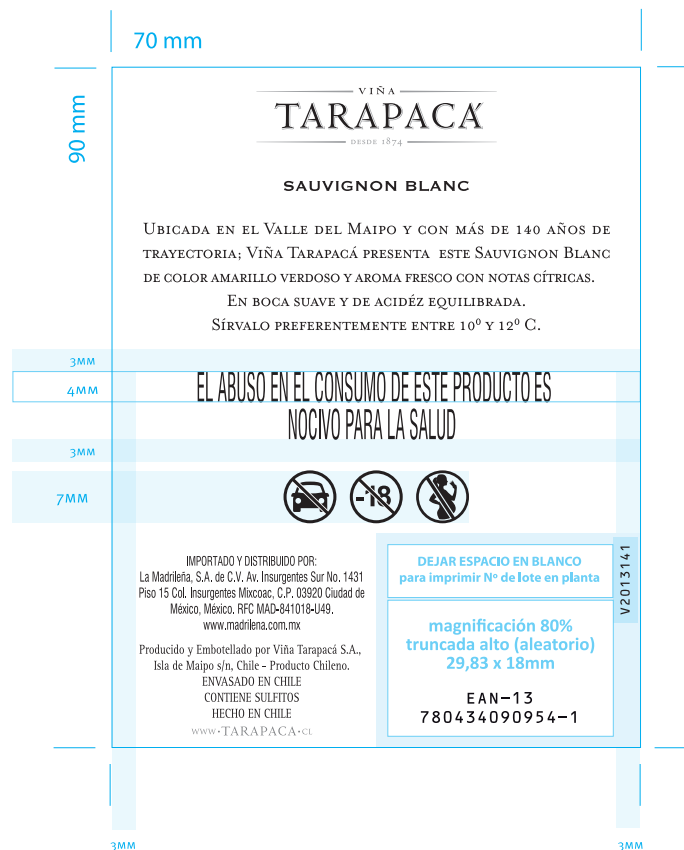 70 mm
90 mm
VIÑA
TARAPACÁ
DESDE 1874
SAUVIGNON BLANC
Ubicada en el Valle del Maipo y con más de 140 años de
trayectoria; Viña Tarapacá presenta este Sauvignon Blanc
de color amarillo verdoso y aroma fresco con notas cítricas.
En boca suave y de acidéz equilibrada.
Sírvalo preferentemente entre 10⁰ y 12⁰ C.
3MM
4MM
EL ABUSO EN EL CONSUMO DE ESTE PRODUCTO ES
NOCIVO PARA LA SALUD
3MM
7MM
-18
IMPORTADO Y DISTRIBUIDO POR:
La Madrileña, S.A. de C.V. Av. Insurgentes Sur No. 1431
Piso 15 Col. Insurgentes Mixcoac, C.P. 03920 Ciudad de
México, México. RFC MAD-841018-U49.
www.madrilena.com.mx
Producido y Embotellado por Viña Tarapacá S.A.,
Isla de Maipo s/n, Chile – Producto Chileno.
ENVASADO EN CHILE
CONTIENE SULFITOS
HECHO EN CHILE
WWW•TARAPACA•CL
DEJAR ESPACIO EN BLANCO
para imprimir Nº de lote en planta
V2013141
magnificación 80%
truncada alto (aleatorio)
29,83 x 18mm
EAN-13
780434090954-1
3MM
3MM